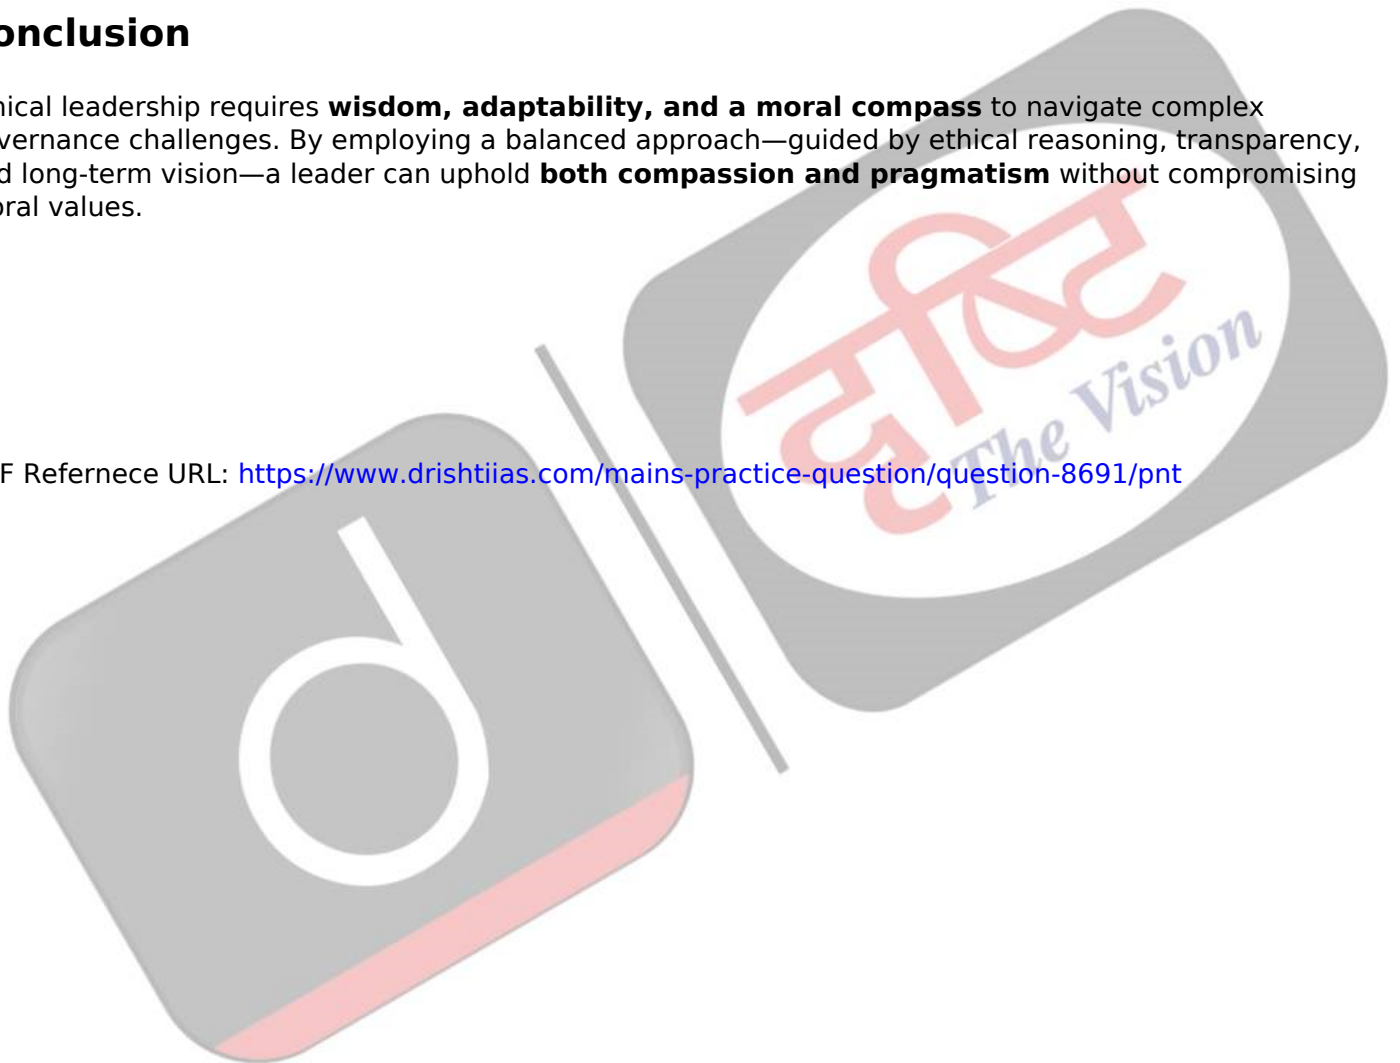 onclusion
hical leadership requires wisdom, adaptability, and a moral compass to navigate complex
vernance challenges. By employing a balanced approach—guided by ethical reasoning, transparency,
d long-term vision—a leader can uphold both compassion and pragmatism without compromising
oral values.
दृष्टि
The Vision
F Refernece URL: https://www.drishtiias.com/mains-practice-question/question-8691/pnt
d